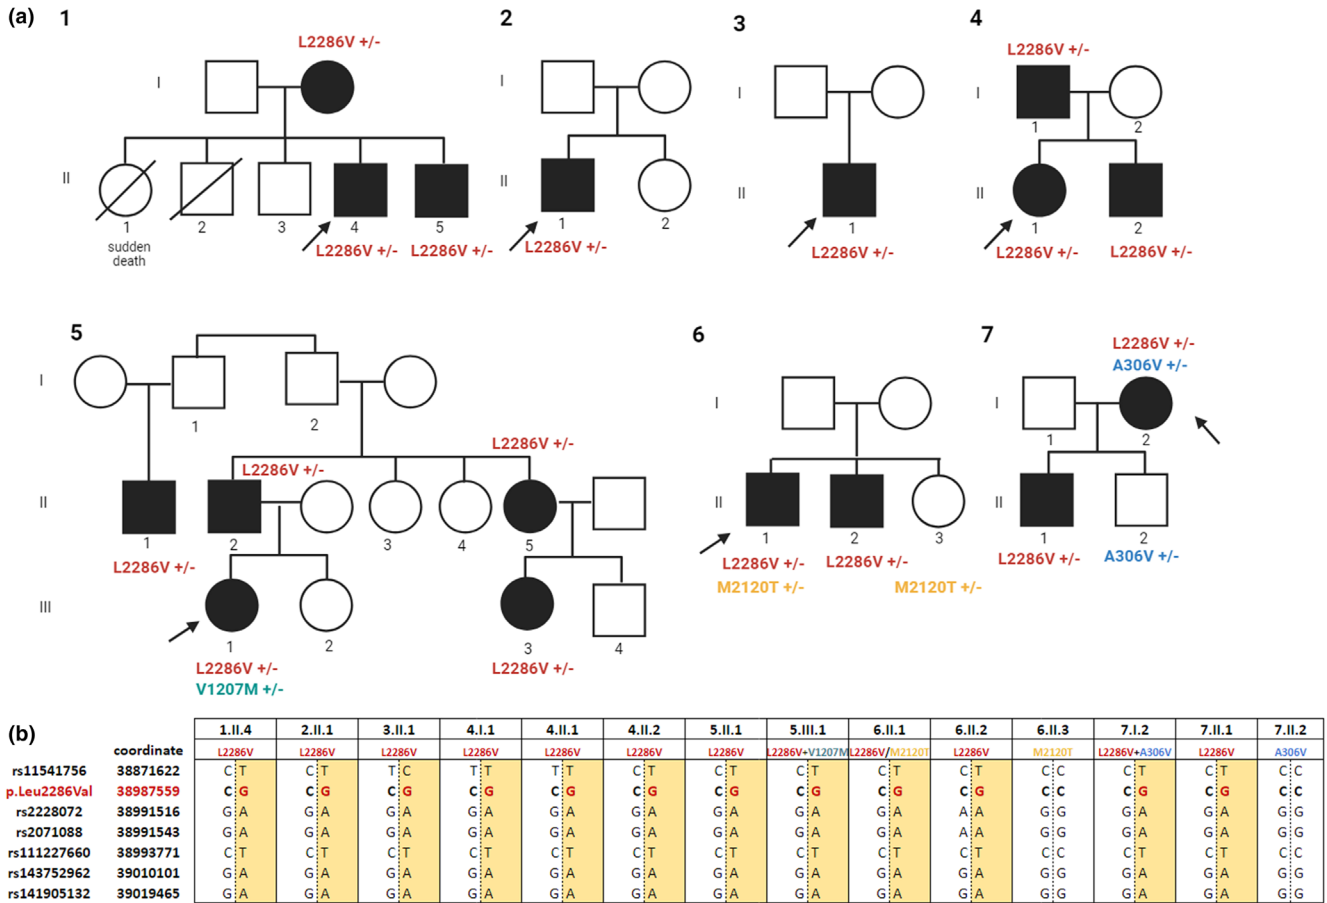 (a) 1 2 3 4
L2286V +/-
L2286V +/-
I I I I
1 2
II II II II
1 2 3 4 5 1 2 1 1 2
sudden
death
L2286V +/- L2286V +/- L2286V +/- L2286V +/- L2286V +/- L2286V +/-
5 6 7
L2286V +/-
A306V +/-
I I I
1 2 1 2
L2286V +/- L2286V +/-
II II II
1 2 3 4 5 1 2 3 1 2
L2286V +/- L2286V +/- L2286V +/- L2286V +/- A306V +/-
M2120T +/- M2120T +/-
III
1 2 3 4
L2286V +/- L2286V +/-
V1207M +/-
(b) 1.II.4 2.II.1 3.II.1 4.I.1 4.II.1 4.II.2 5.II.1 5.III.1 6.II.1 6.II.2 6.II.3 7.I.2 7.II.1 7.II.2
coordinate L2286V L2286V L2286V L2286V L2286V L2286V L2286V L2286V+V1207M L2286V/M2120T L2286V M2120T L2286V+A306V L2286V A306V
rs11541756 38871622 C T C T T C T T T T C T C T C T C T C T C C C T C T C C
p.Leu2286Val 38987559 C G C G C G C G C G C G C G C G C G C G C C C G C G C C
rs2228072 38991516 G A G A G A G A G A G A G A G A G A A A G G G A G A G G
rs2071088 38991543 G A G A G A G A G A G A G A G A G A A A G G G A G A G G
rs111227660 38993771 C T C T C T C T C T C T C T C T C T C T C C C T C T C C
rs143752962 39010101 G A G A G A G A G A G A G A G A G A G A G G G A G A G G
rs141905132 39019465 G A G A G A G A G A G A G A G A G A G A G G G A G A G G